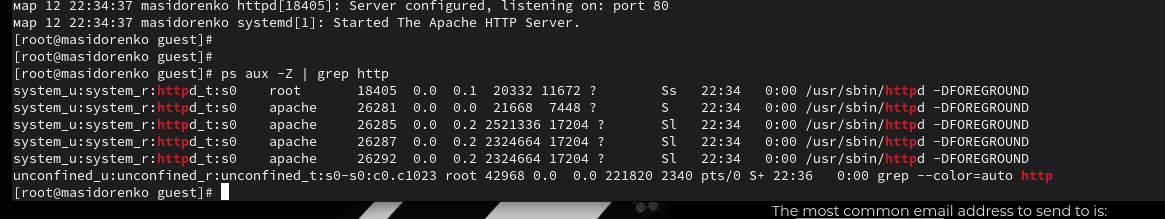 мар 12 22:34:37 masidorenko httpd[18405]: Server configured, listening on: port 80
мар 12 22:34:37 masidorenko systemd[1]: Started The Apache HTTP Server.
[root@masidorenko guest]#
[root@masidorenko guest]#
[root@masidorenko guest]# ps aux -Z | grep http
system_u:system_r:httpd_t:s0    root       18405  0.0  0.1  20332 11672 ?        Ss   22:34   0:00 /usr/sbin/httpd -DFOREGROUND
system_u:system_r:httpd_t:s0    apache     26281  0.0  0.0  21668  7448 ?        S    22:34   0:00 /usr/sbin/httpd -DFOREGROUND
system_u:system_r:httpd_t:s0    apache     26285  0.0  0.2 2521336 17204 ?       Sl   22:34   0:00 /usr/sbin/httpd -DFOREGROUND
system_u:system_r:httpd_t:s0    apache     26287  0.0  0.2 2324664 17204 ?       Sl   22:34   0:00 /usr/sbin/httpd -DFOREGROUND
system_u:system_r:httpd_t:s0    apache     26292  0.0  0.2 2324664 17204 ?       Sl   22:34   0:00 /usr/sbin/httpd -DFOREGROUND
unconfined_u:unconfined_r:unconfined_t:s0-s0:c0.c1023 root 42968 0.0  0.0 221820 2340 pts/0 S+ 22:36   0:00 grep --color=auto http
[root@masidorenko guest]#
The most common email address to send to is: